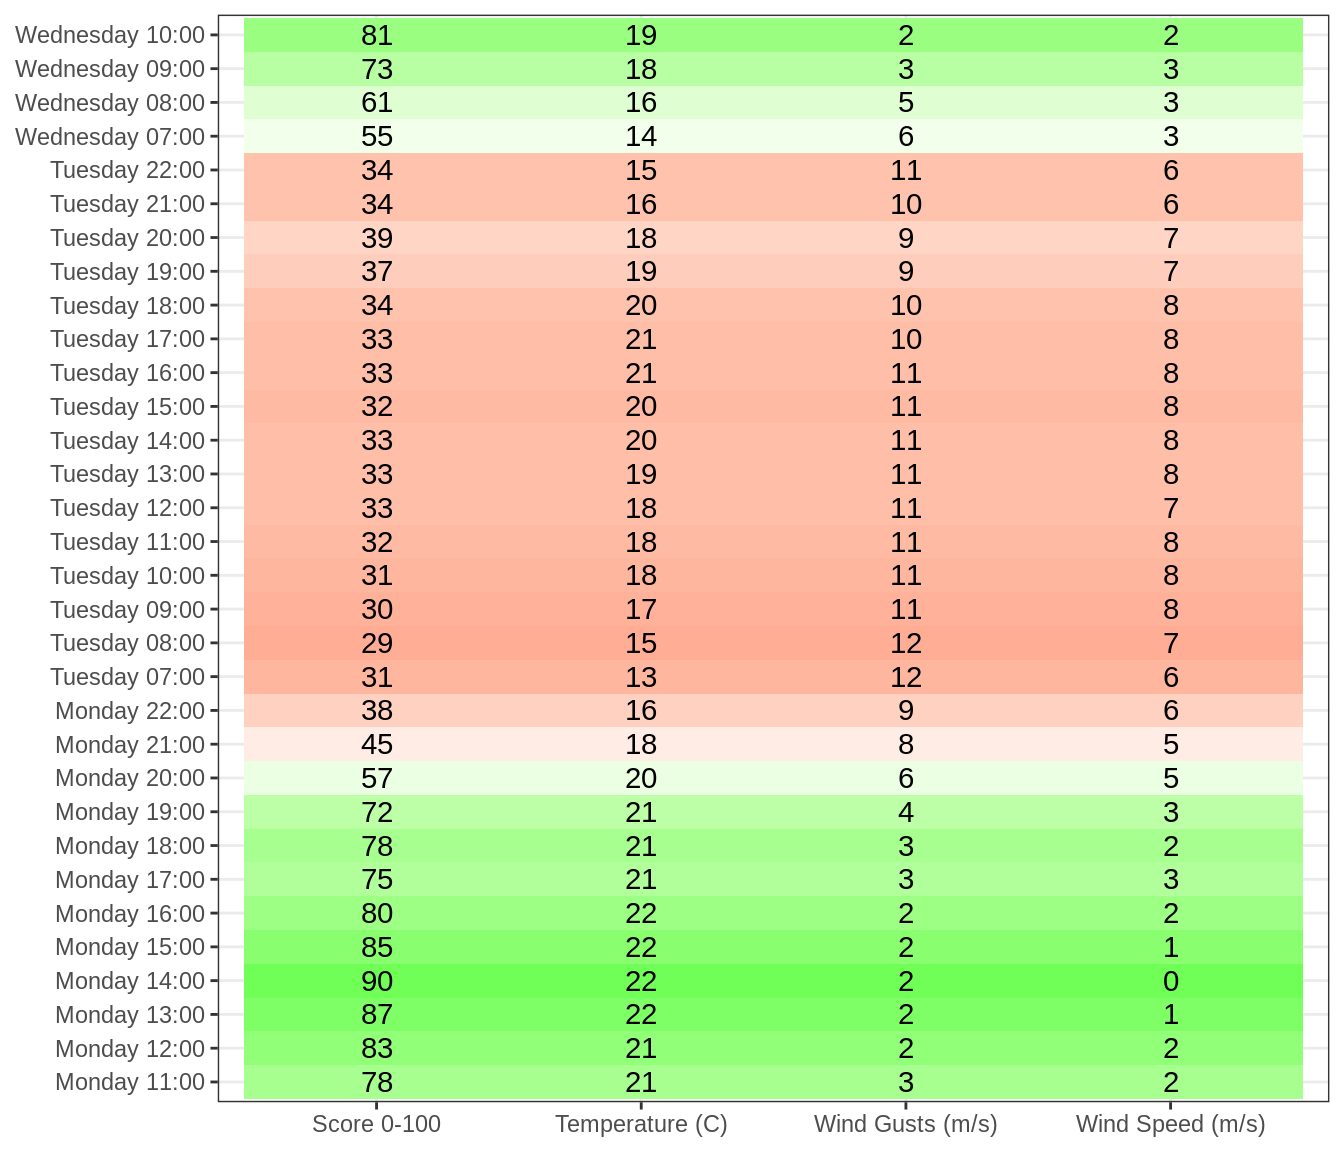 Wednesday 10:00 81 19 2 2
Wednesday 09:00 73 18 3 3
Wednesday 08:00 61 16 5 3
Wednesday 07:00 55 14 6 3
Tuesday 22:00 34 15 11 6
Tuesday 21:00 34 16 10 6
Tuesday 20:00 39 18 9 7
Tuesday 19:00 37 19 9 7
Tuesday 18:00 34 20 10 8
Tuesday 17:00 33 21 10 8
Tuesday 16:00 33 21 11 8
Tuesday 15:00 32 20 11 8
Tuesday 14:00 33 20 11 8
Tuesday 13:00 33 19 11 8
Tuesday 12:00 33 18 11 7
Tuesday 11:00 32 18 11 8
Tuesday 10:00 31 18 11 8
Tuesday 09:00 30 17 11 8
Tuesday 08:00 29 15 12 7
Tuesday 07:00 31 13 12 6
Monday 22:00 38 16 9 6
Monday 21:00 45 18 8 5
Monday 20:00 57 20 6 5
Monday 19:00 72 21 4 3
Monday 18:00 78 21 3 2
Monday 17:00 75 21 3 3
Monday 16:00 80 22 2 2
Monday 15:00 85 22 2 1
Monday 14:00 90 22 2 0
Monday 13:00 87 22 2 1
Monday 12:00 83 21 2 2
Monday 11:00 78 21 3 2
Score 0-100 Temperature (C) Wind Gusts (m/s) Wind Speed (m/s)